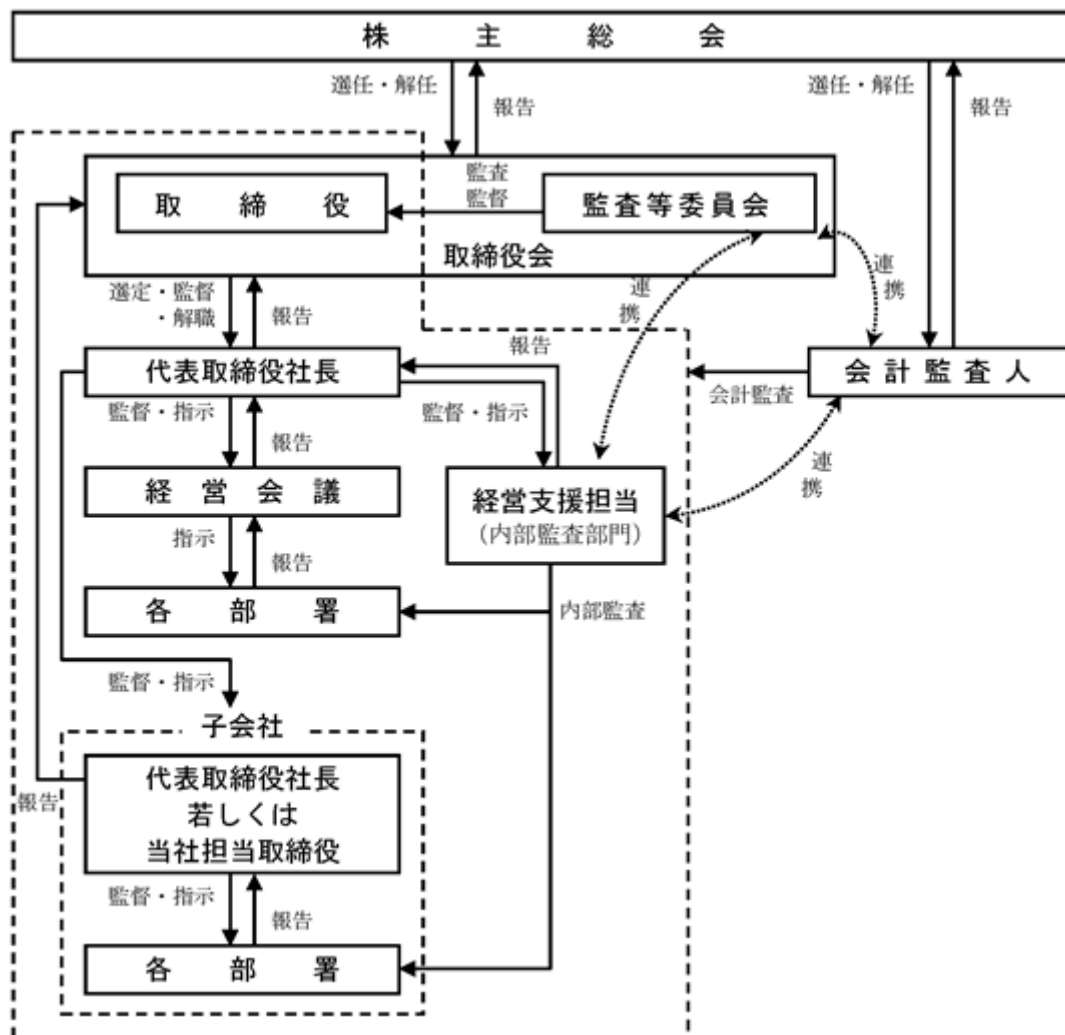 株主総会
選任・解任
報告
選任・解任
報告
監査
監督
取締役
監査等委員会
取締役会
連
携
連
携
選定・監督
・解職
報告
代表取締役社長
報告
会計監査人
監督・指示
報告
監督・指示
会計監査
連
携
経営会議
経営支援担当
（内部監査部門）
指示
報告
各部署
内部監査
監督・指示
子会社
代表取締役社長
若しくは
当社担当取締役
報告
監督・指示
報告
各部署